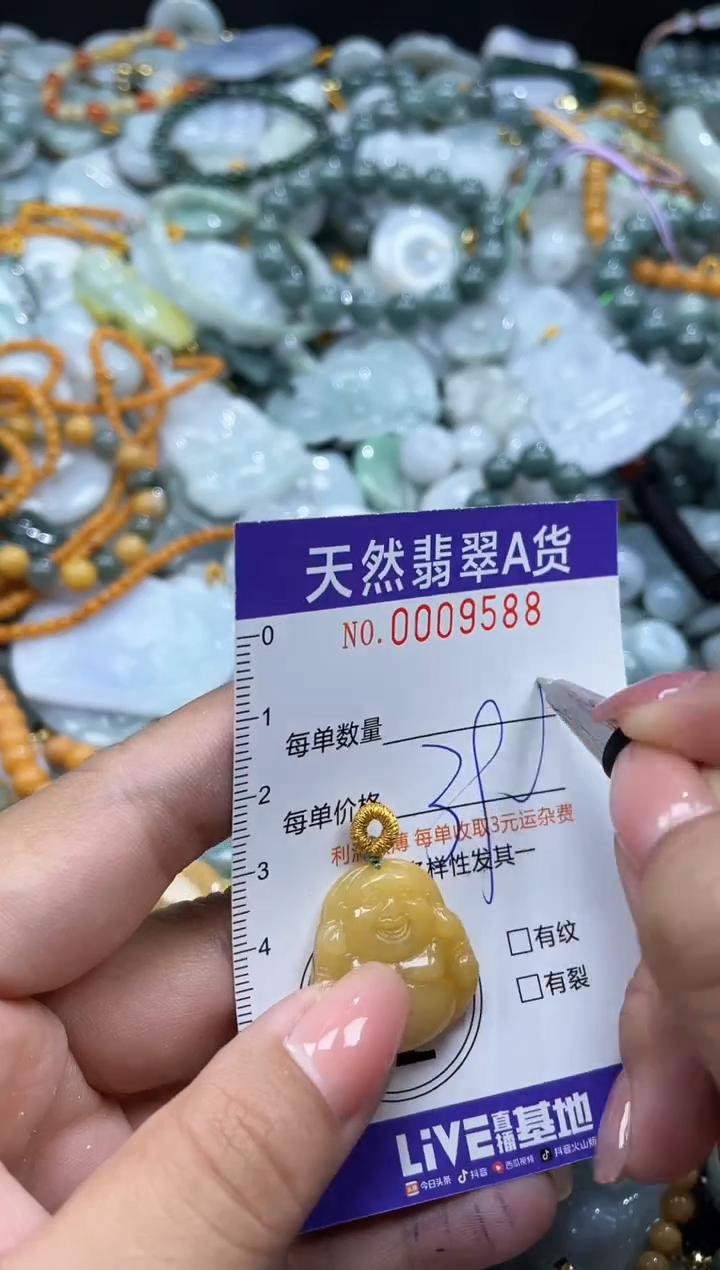 天然翡翠A货
NO.0009588
0
1
每单数量
2
每单价格
3
利 薄 每单收取3元运杂费
样性发其一
4
□有纹
□有裂
LiVE直播基地
今日头条 抖音 西瓜视频 抖音火山